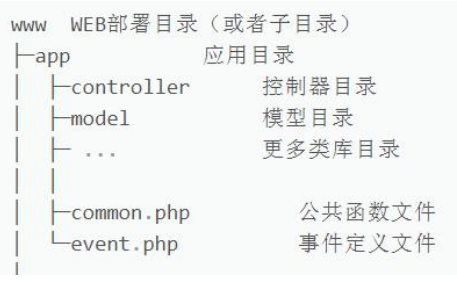 www  WEB部署目录（或者子目录）
├─app           应用目录
│  ├─controller      控制器目录
│  ├─model           模型目录
│  ├─ ...            更多类库目录
│  │
│  ├─common.php         公共函数文件
│  └─event.php          事件定义文件
│